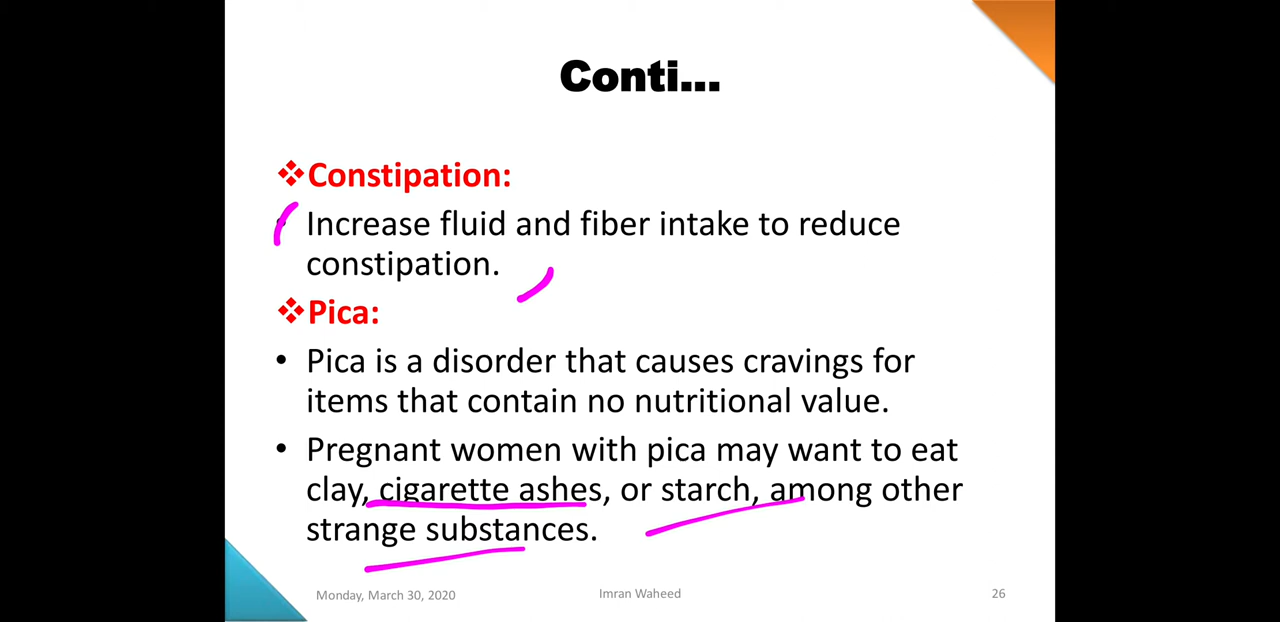 Conti...
❖Constipation:
• Increase fluid and fiber intake to reduce
constipation.
❖Pica:
• Pica is a disorder that causes cravings for
items that contain no nutritional value.
• Pregnant women with pica may want to eat
clay, cigarette ashes, or starch, among other
strange substances.
Monday, March 30, 2020
Imran Waheed
26